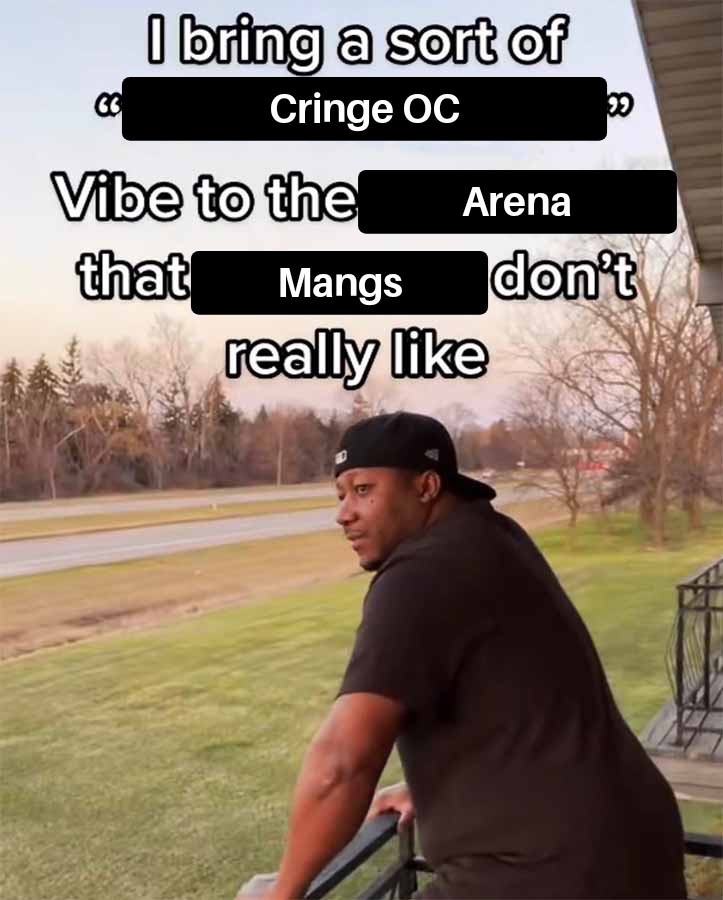 I bring a sort of
“Cringe OC”
Vibe to the Arena
that Mangs don’t
really like